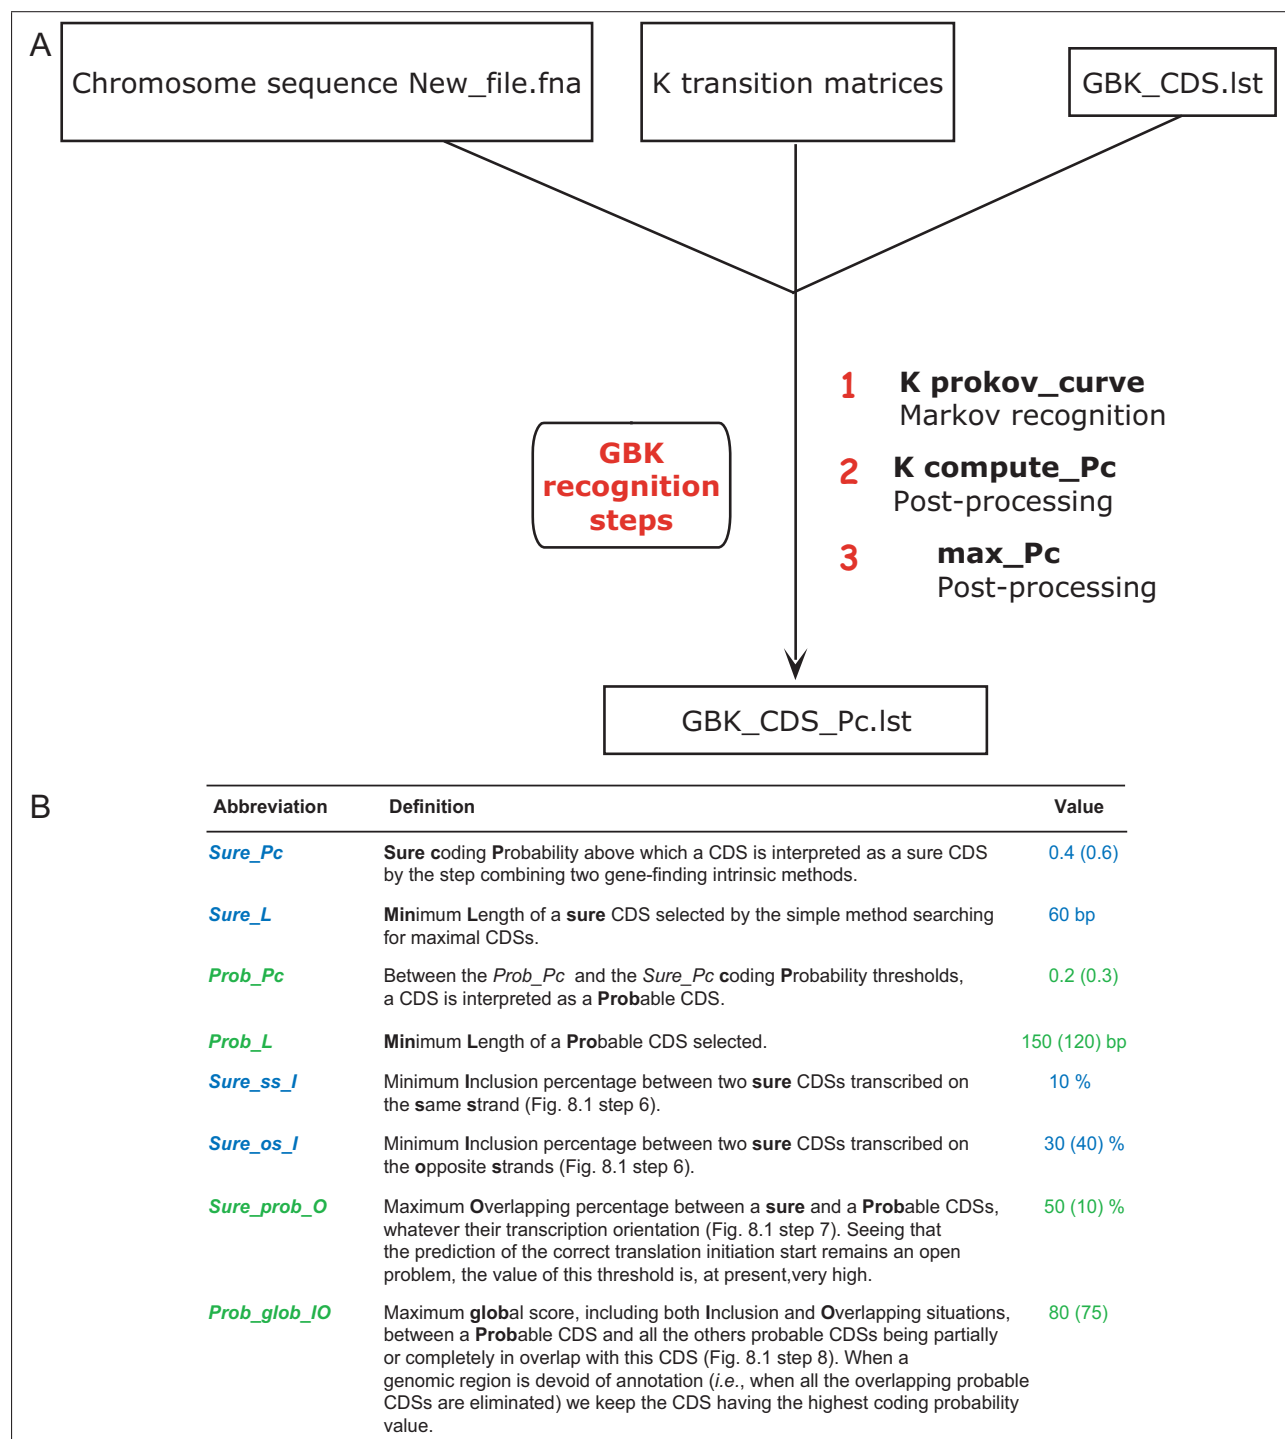 A
Chromosome sequence New_file.fna
K transition matrices
GBK_CDS.lst
GBK
recognition
steps
1 K prokov_curve
Markov recognition
2 K compute_Pc
Post-processing
3 max_Pc
Post-processing
GBK_CDS_Pc.lst
B
Abbreviation Definition Value
Sure_Pc Sure coding Probability above which a CDS is interpreted as a sure CDS 0.4 (0.6)
by the step combining two gene-finding intrinsic methods.
Sure_L Minimum Length of a sure CDS selected by the simple method searching 60 bp
for maximal CDSs.
Prob_Pc Between the Prob_Pc and the Sure_Pc coding Probability thresholds, 0.2 (0.3)
a CDS is interpreted as a Probable CDS.
Prob_L Minimum Length of a Probable CDS selected. 150 (120) bp
Sure_ss_I Minimum Inclusion percentage between two sure CDSs transcribed on 10 %
the same strand (Fig. 8.1 step 6).
Sure_os_I Minimum Inclusion percentage between two sure CDSs transcribed on 30 (40) %
the opposite strands (Fig. 8.1 step 6).
Sure_prob_O Maximum Overlapping percentage between a sure and a Probable CDSs, 50 (10) %
whatever their transcription orientation (Fig. 8.1 step 7). Seeing that
the prediction of the correct translation initiation start remains an open
problem, the value of this threshold is, at present,very high.
Prob_glob_IO Maximum global score, including both Inclusion and Overlapping situations, 80 (75)
between a Probable CDS and all the others probable CDSs being partially
or completely in overlap with this CDS (Fig. 8.1 step 8). When a
genomic region is devoid of annotation (i.e., when all the overlapping probable
CDSs are eliminated) we keep the CDS having the highest coding probability
value.